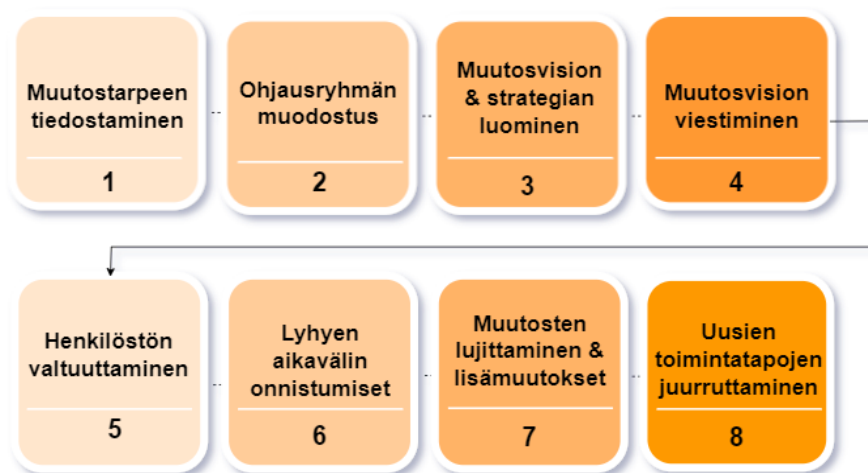 Muutostarpeen
tiedostaminen
1
Ohjausryhmän
muodostus
2
Muutosvision
& strategian
luominen
3
Muutosvision
viestiminen
4
Henkilöstön
valtuuttaminen
5
Lyhyen
aikavälin
onnistumiset
6
Muutosten
lujittaminen &
lisämuutokset
7
Uusien
toimintatapojen
juurruttaminen
8